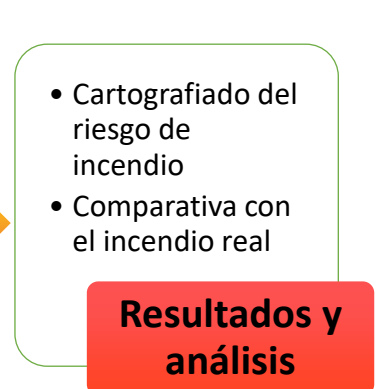 • Cartografiado del
riesgo de
incendio
• Comparativa con
el incendio real
Resultados y
análisis